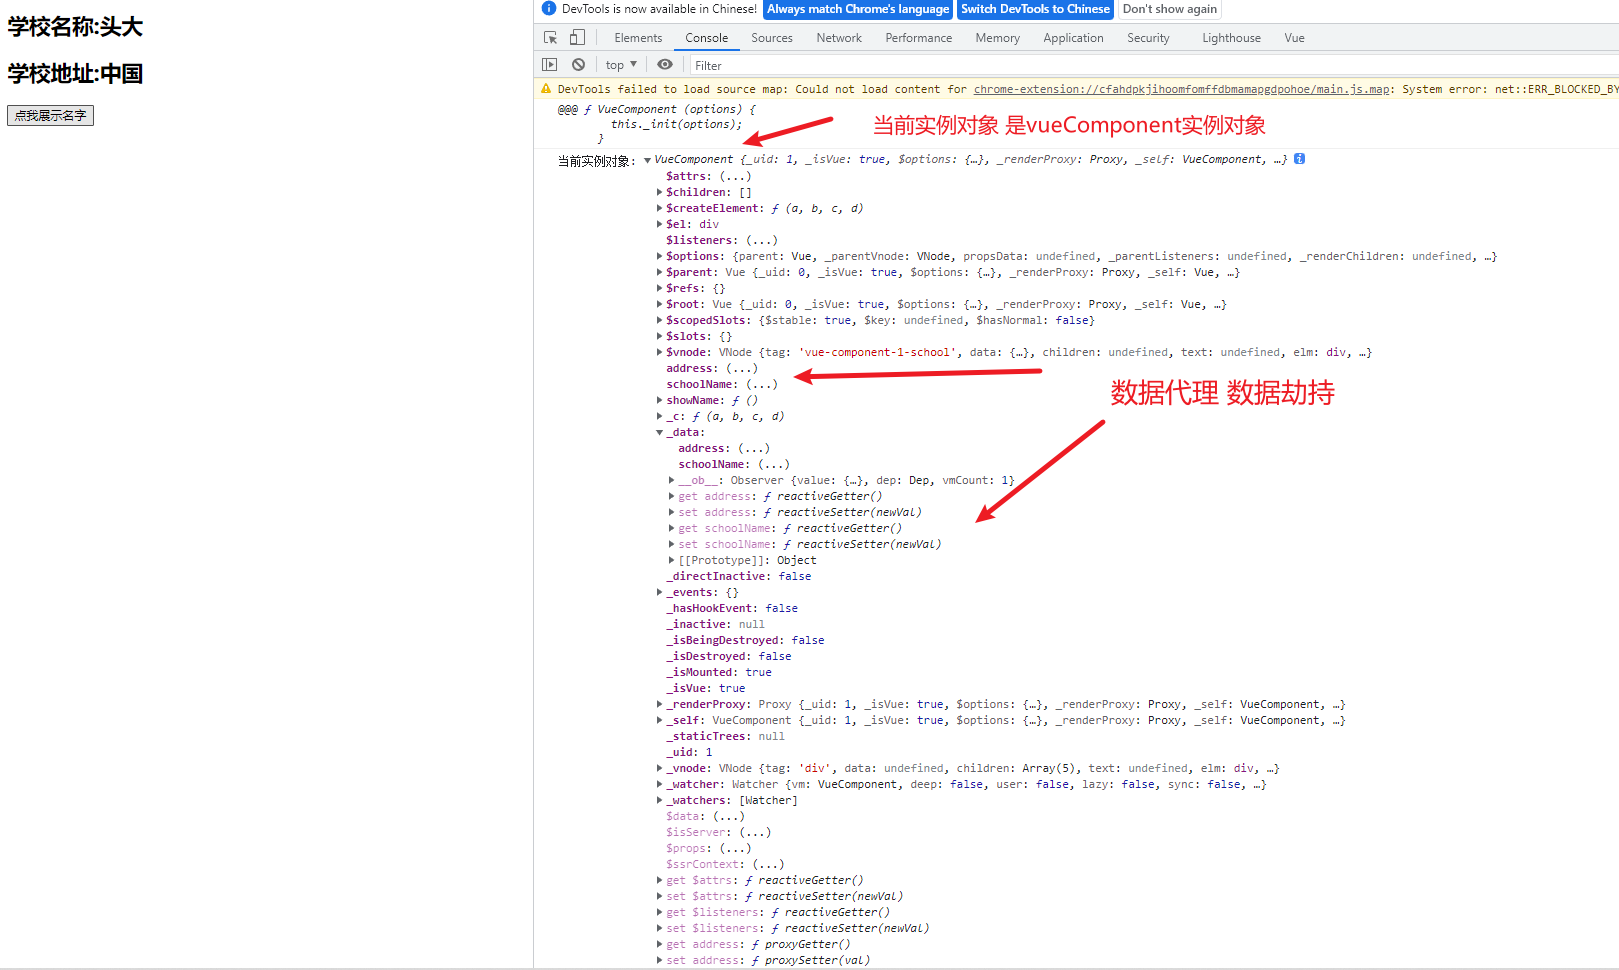 学校名称:头大
学校地址:中国
点我展示名字
DevTools is now available in Chinese! Always match Chrome's language Switch DevTools to Chinese Don't show again
Elements Console Sources Network Performance Memory Application Security Lighthouse Vue
top Filter
DevTools failed to load source map: Could not load content for chrome-extension://cfahdpkjihoomfomffdbmamapgdpohoe/main.js.map: System error: net::ERR_BLOCKED_BY
@@@ ƒ VueComponent (options) {
this._init(options);
}
当前实例对象 是vueComponent实例对象
当前实例对象: VueComponent {_uid: 1, _isVue: true, $options: {…}, _renderProxy: Proxy, _self: VueComponent, …}
$attrs: (...)
$children: []
$createElement: ƒ (a, b, c, d)
$el: div
$listeners: (...)
$options: {parent: Vue, _parentVnode: VNode, propsData: undefined, _parentListeners: undefined, _renderChildren: undefined, …}
$parent: Vue {_uid: 0, _isVue: true, $options: {…}, _renderProxy: Proxy, _self: Vue, …}
$refs: {}
$root: Vue {_uid: 0, _isVue: true, $options: {…}, _renderProxy: Proxy, _self: Vue, …}
$scopedSlots: {$stable: true, $key: undefined, $hasNormal: false}
$slots: {}
$vnode: VNode {tag: 'vue-component-1-school', data: {…}, children: undefined, text: undefined, elm: div, …}
address: (...)
schoolName: (...)
数据代理 数据劫持
showName: ƒ ()
_c: ƒ (a, b, c, d)
_data:
address: (...)
schoolName: (...)
__ob__: Observer {value: {…}, dep: Dep, vmCount: 1}
get address: ƒ reactiveGetter()
set address: ƒ reactiveSetter(newVal)
get schoolName: ƒ reactiveGetter()
set schoolName: ƒ reactiveSetter(newVal)
[[Prototype]]: Object
_directInactive: false
_events: {}
_hasHookEvent: false
_inactive: null
_isBeingDestroyed: false
_isDestroyed: false
_isMounted: true
_isVue: true
_renderProxy: Proxy {_uid: 1, _isVue: true, $options: {…}, _renderProxy: Proxy, _self: VueComponent, …}
_self: VueComponent {_uid: 1, _isVue: true, $options: {…}, _renderProxy: Proxy, _self: VueComponent, …}
_staticTrees: null
_uid: 1
_vnode: VNode {tag: 'div', data: undefined, children: Array(5), text: undefined, elm: div, …}
_watcher: Watcher {vm: VueComponent, deep: false, user: false, lazy: false, sync: false, …}
_watchers: [Watcher]
$data: (...)
$isServer: (...)
$props: (...)
$ssrContext: (...)
get $attrs: ƒ reactiveGetter()
set $attrs: ƒ reactiveSetter(newVal)
get $listeners: ƒ reactiveGetter()
set $listeners: ƒ reactiveSetter(newVal)
get address: ƒ proxyGetter()
set address: ƒ proxySetter(val)